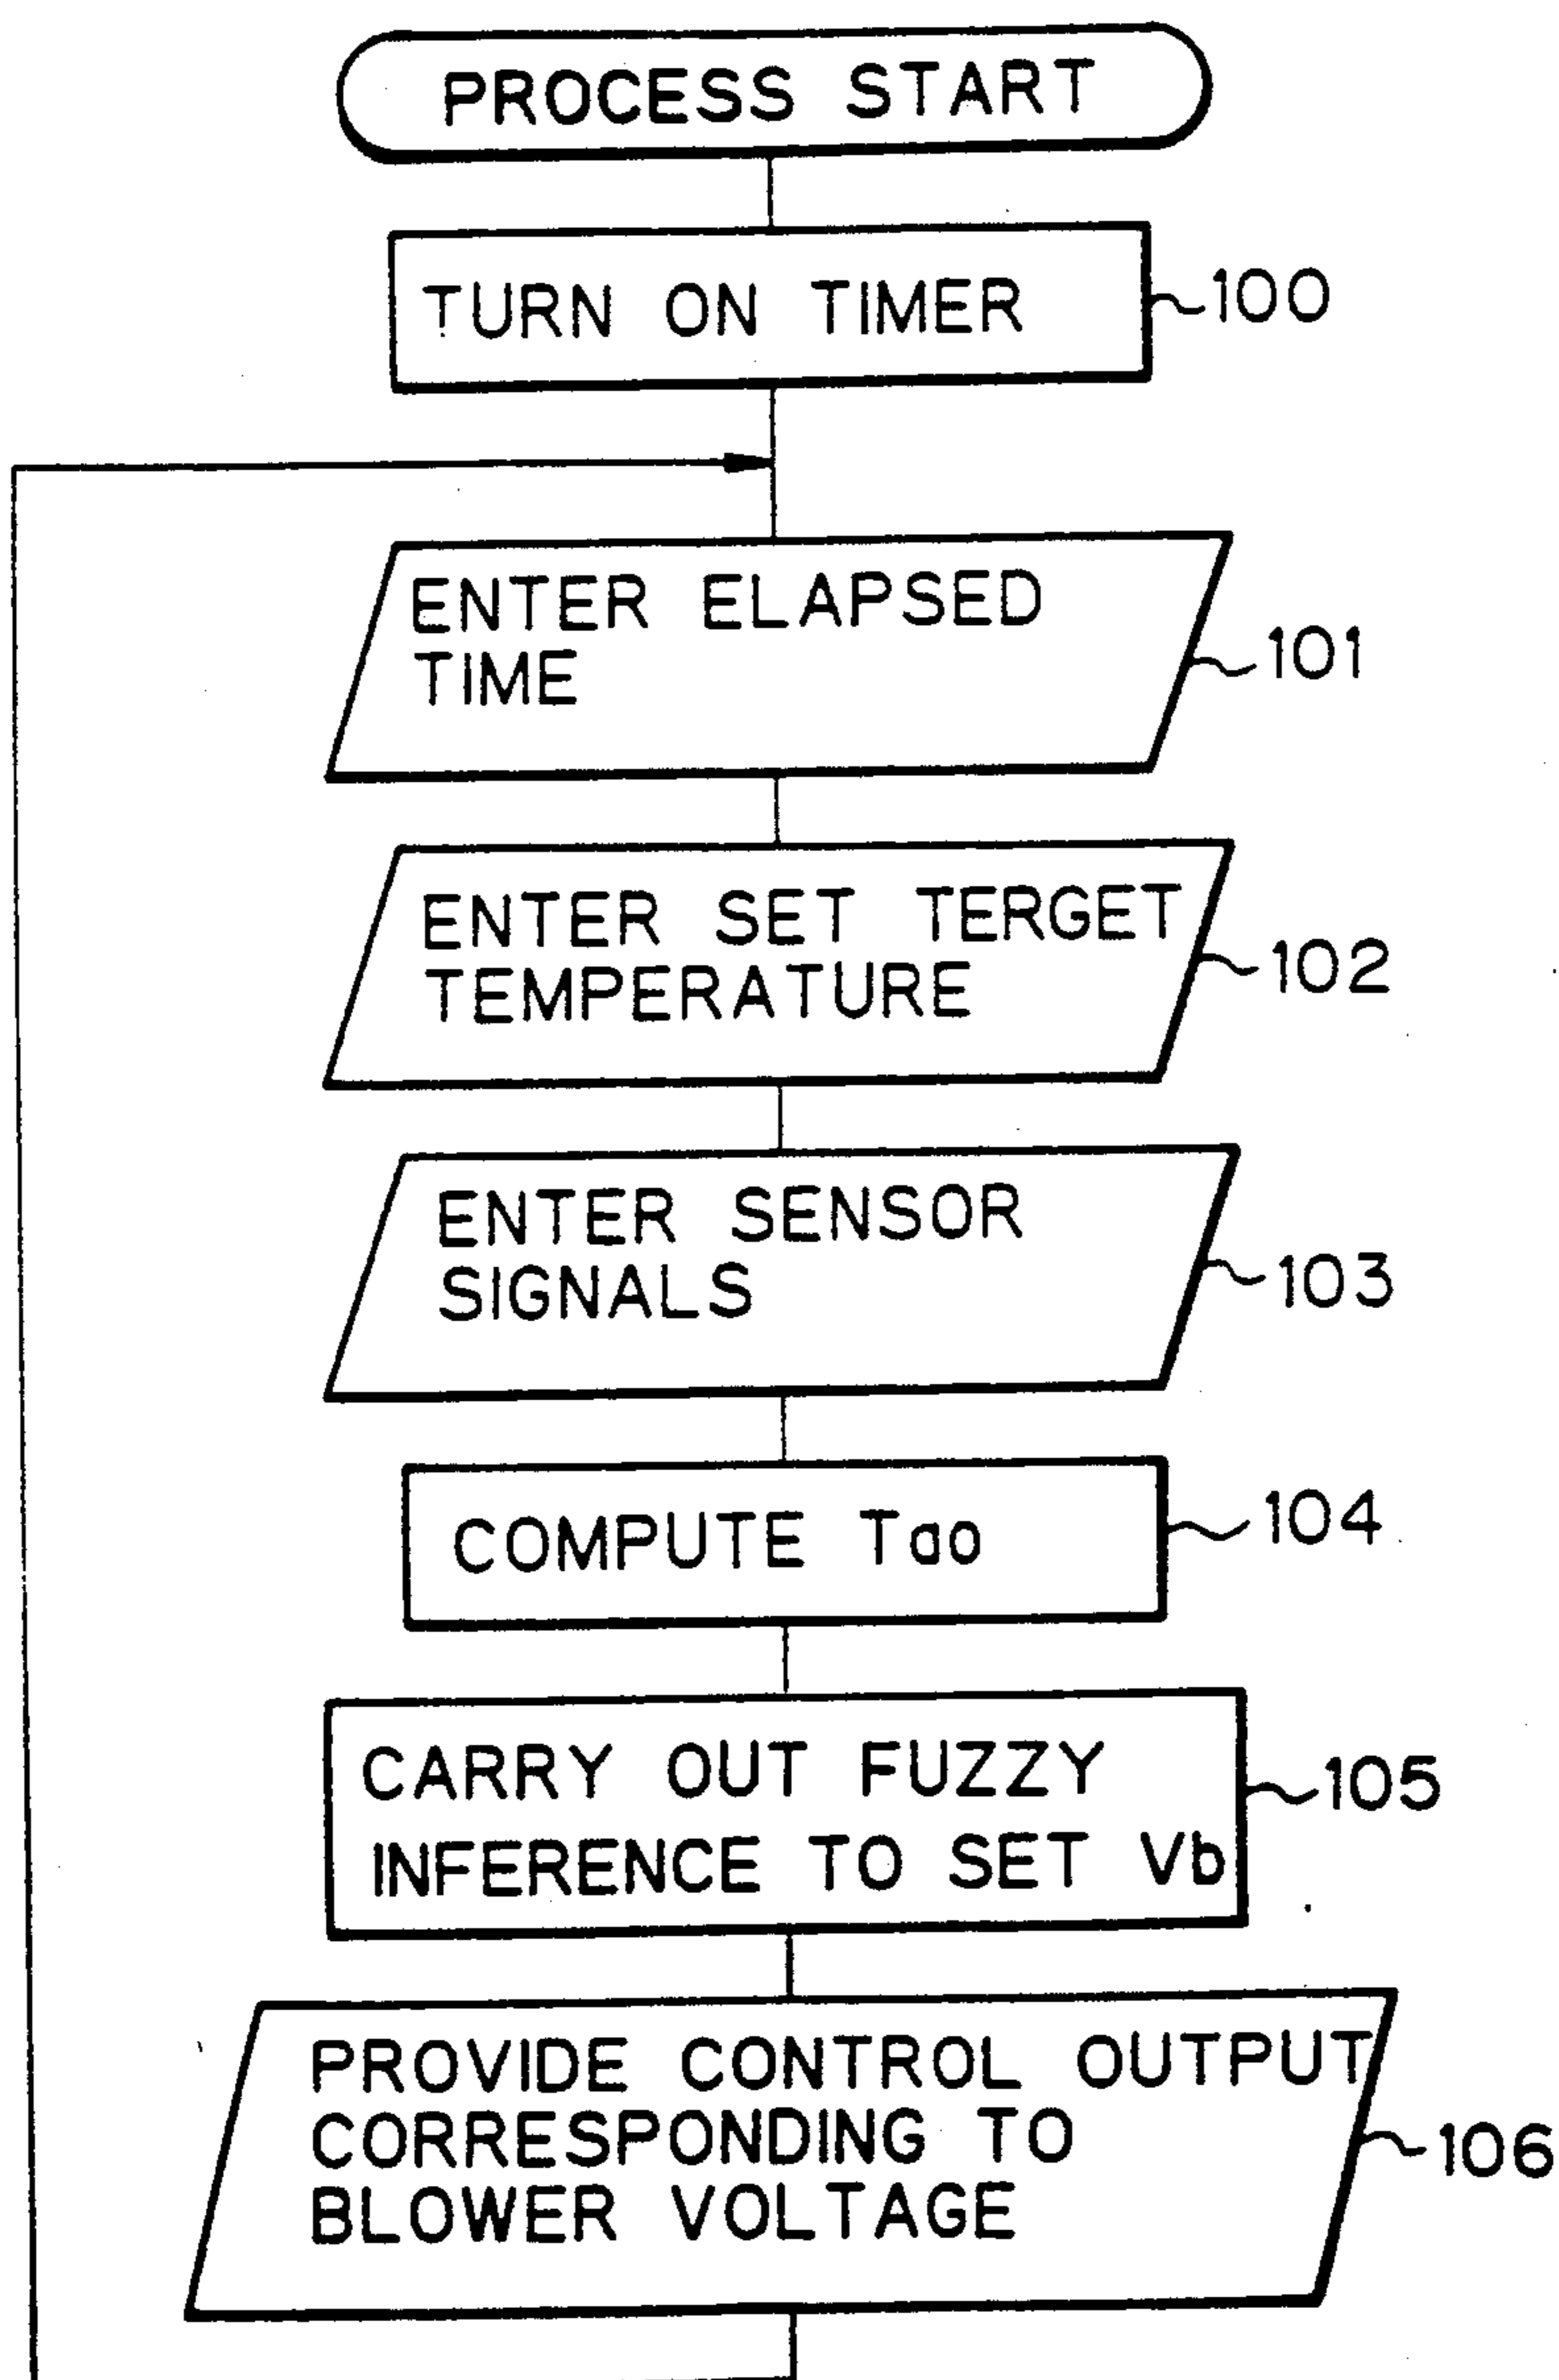 PROCESS START
TURN ON TIMER
100
ENTER ELAPSED
TIME
101
ENTER SET TERGET
TEMPERATURE
102
ENTER SENSOR
SIGNALS
103
COMPUTE Tao
104
CARRY OUT FUZZY
INFERENCE TO SET Vb
105
PROVIDE CONTROL OUTPUT
CORRESPONDING TO
BLOWER VOLTAGE
106